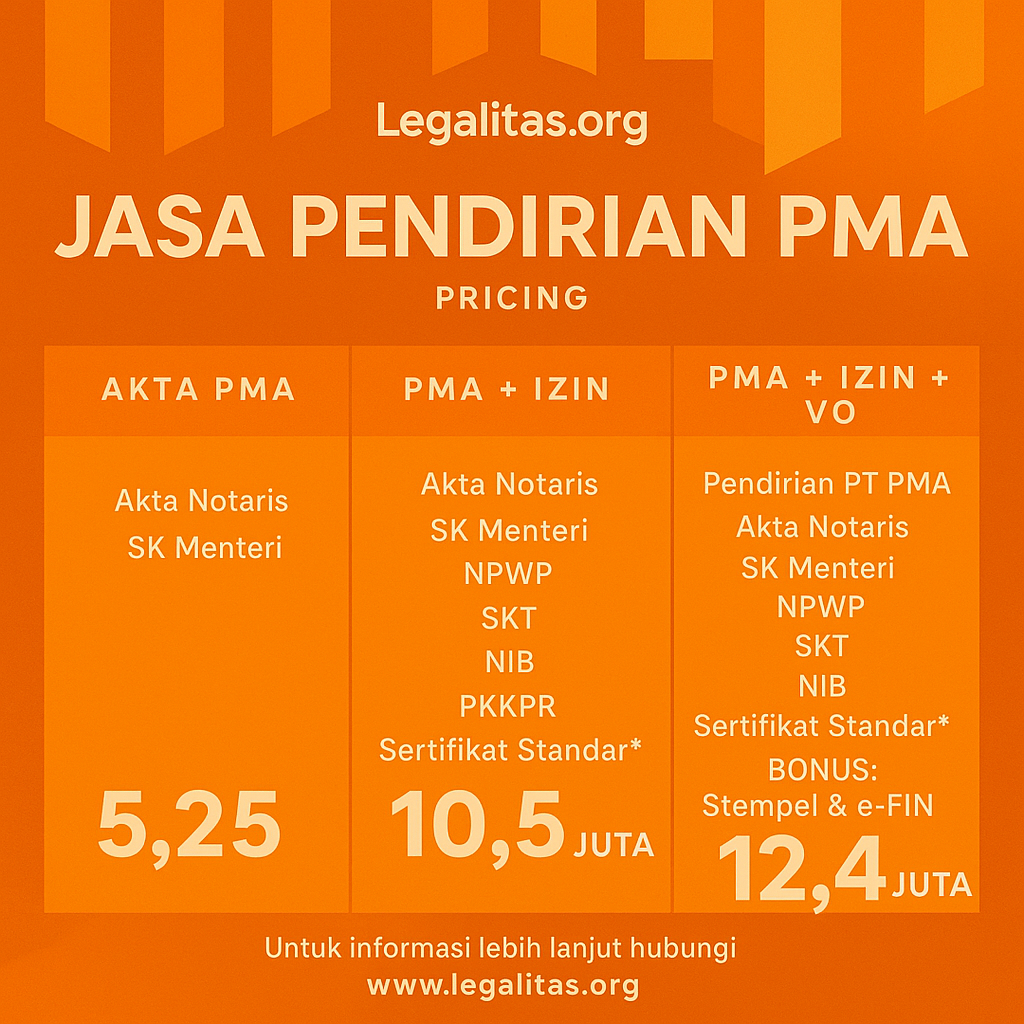 Legalitas.org
JASA PENDIRIAN PMA
PRICING
AKTA PMA
Akta Notaris
SK Menteri
5,25
PMA + IZIN
Akta Notaris
SK Menteri
NPWP
SKT
NIB
PKKPR
Sertifikat Standar*
10,5 JUTA
PMA + IZIN +
VO
Pendirian PT PMA
Akta Notaris
SK Menteri
NPWP
SKT
NIB
Sertifikat Standar*
BONUS:
Stempel & e-FIN
12,4 JUTA
Untuk informasi lebih lanjut hubungi
www.legalitas.org